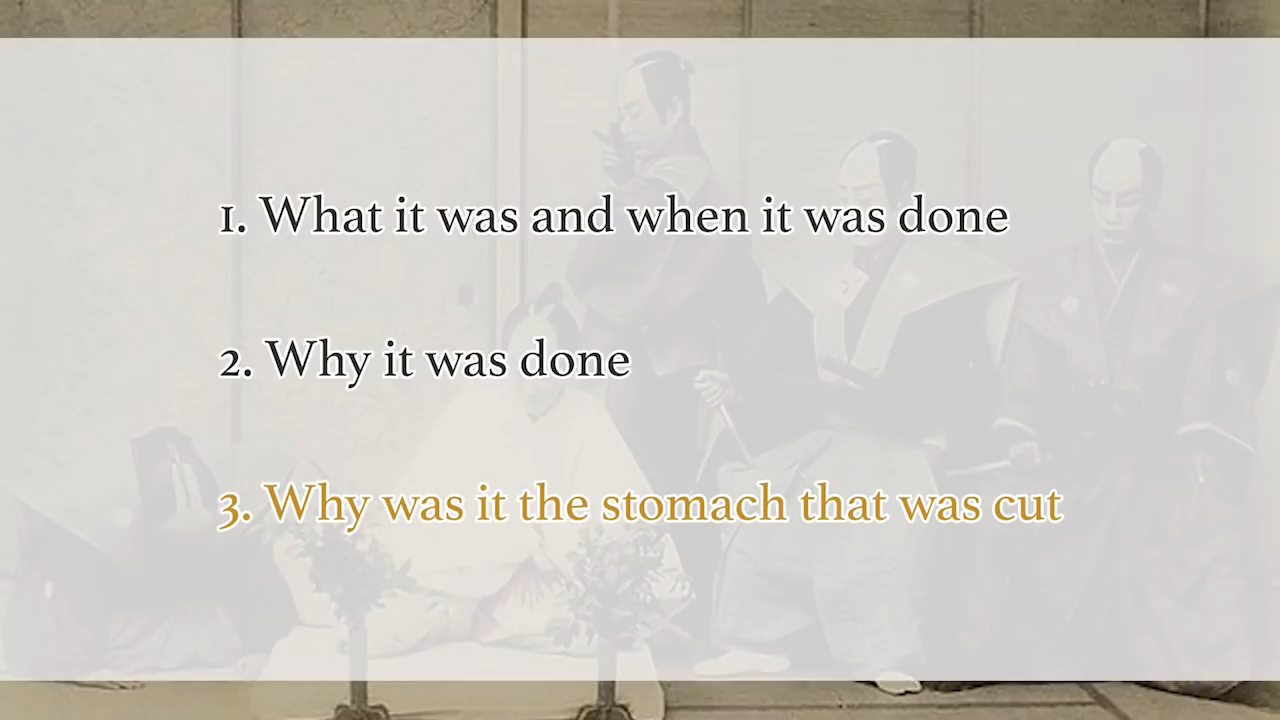 1. What it was and when it was done
2. Why it was done
3. Why was it the stomach that was cut